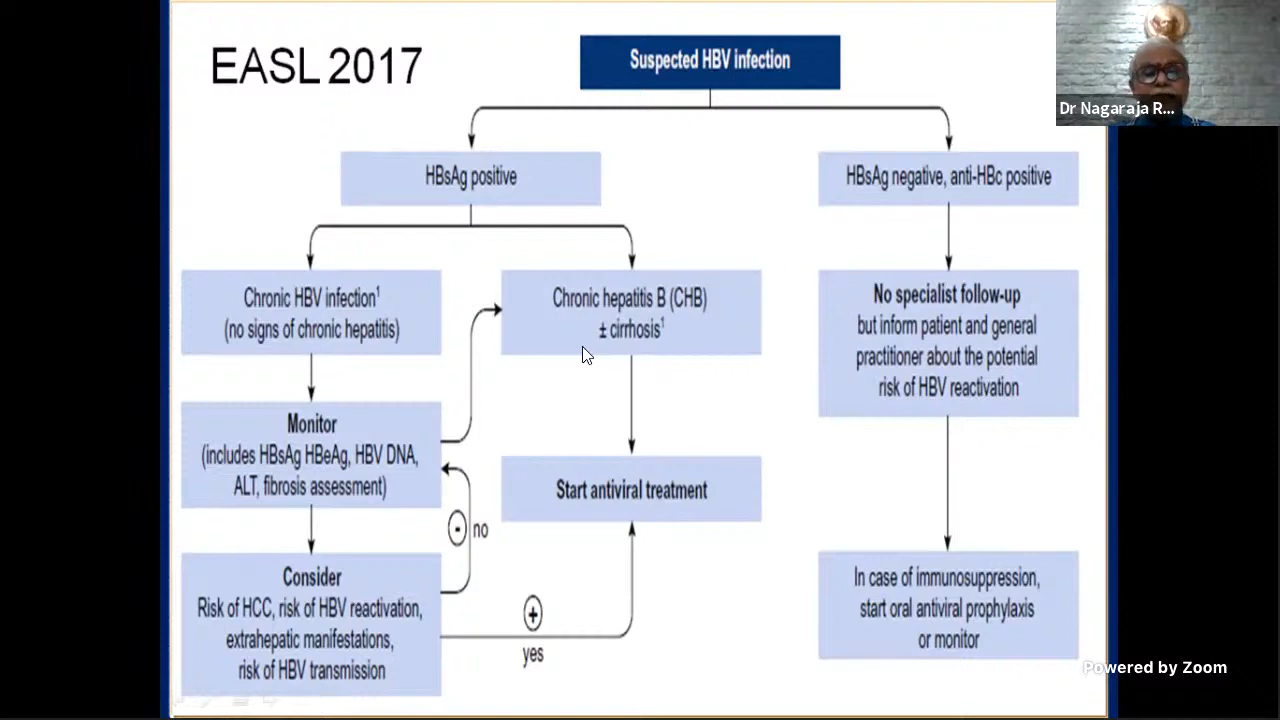 EASL 2017
Suspected HBV infection
Dr Nagaraja R...
HBsAg positive
HBsAg negative, anti-HBc positive
Chronic HBV infection¹
(no signs of chronic hepatitis)
Chronic hepatitis B (CHB)
± cirrhosis¹
No specialist follow-up
but inform patient and general
practitioner about the potential
risk of HBV reactivation
Monitor
(includes HBsAg HBeAg, HBV DNA,
ALT, fibrosis assessment)
Start antiviral treatment
- no
Consider
Risk of HCC, risk of HBV reactivation,
extrahepatic manifestations,
risk of HBV transmission
+
yes
In case of immunosuppression,
start oral antiviral prophylaxis
or monitor
Powered by Zoom